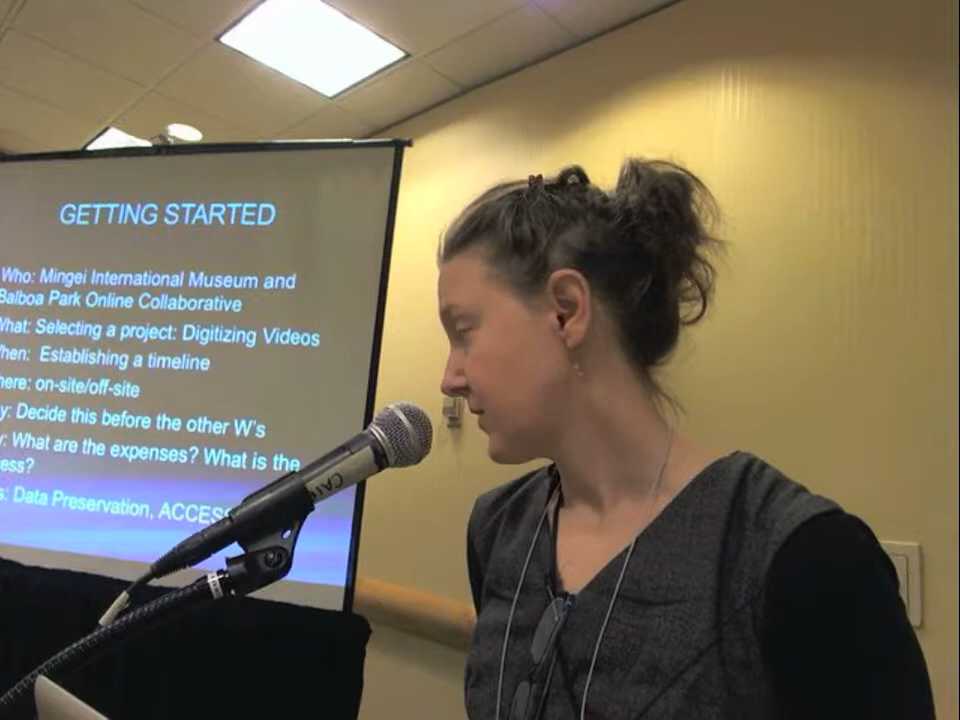 GETTING STARTED
Who: Mingei International Museum and
Balboa Park Online Collaborative
What: Selecting a project: Digitizing Videos
hen: Establishing a timeline
here: on-site/off-site
y: Decide this before the other W's
: What are the expenses? What is the
ess?
s: Data Preservation, ACCESS